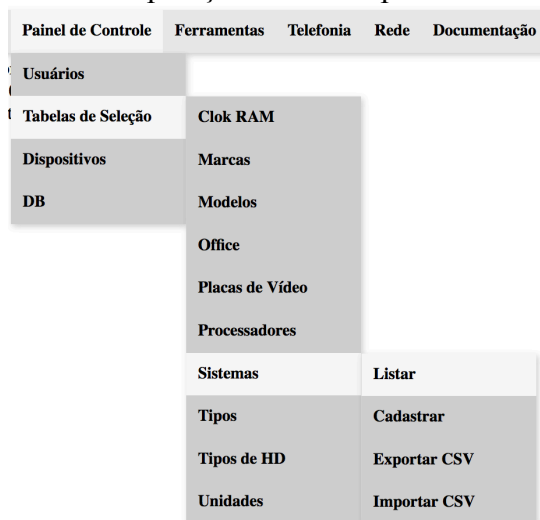 Painel de Controle Ferramentas Telefonia Rede Documentação
Usuários
Tabelas de Seleção
Dispositivos
DB
Clok RAM
Marcas
Modelos
Office
Placas de Vídeo
Processadores
Sistemas
Tipos
Tipos de HD
Unidades
Listar
Cadastrar
Exportar CSV
Importar CSV